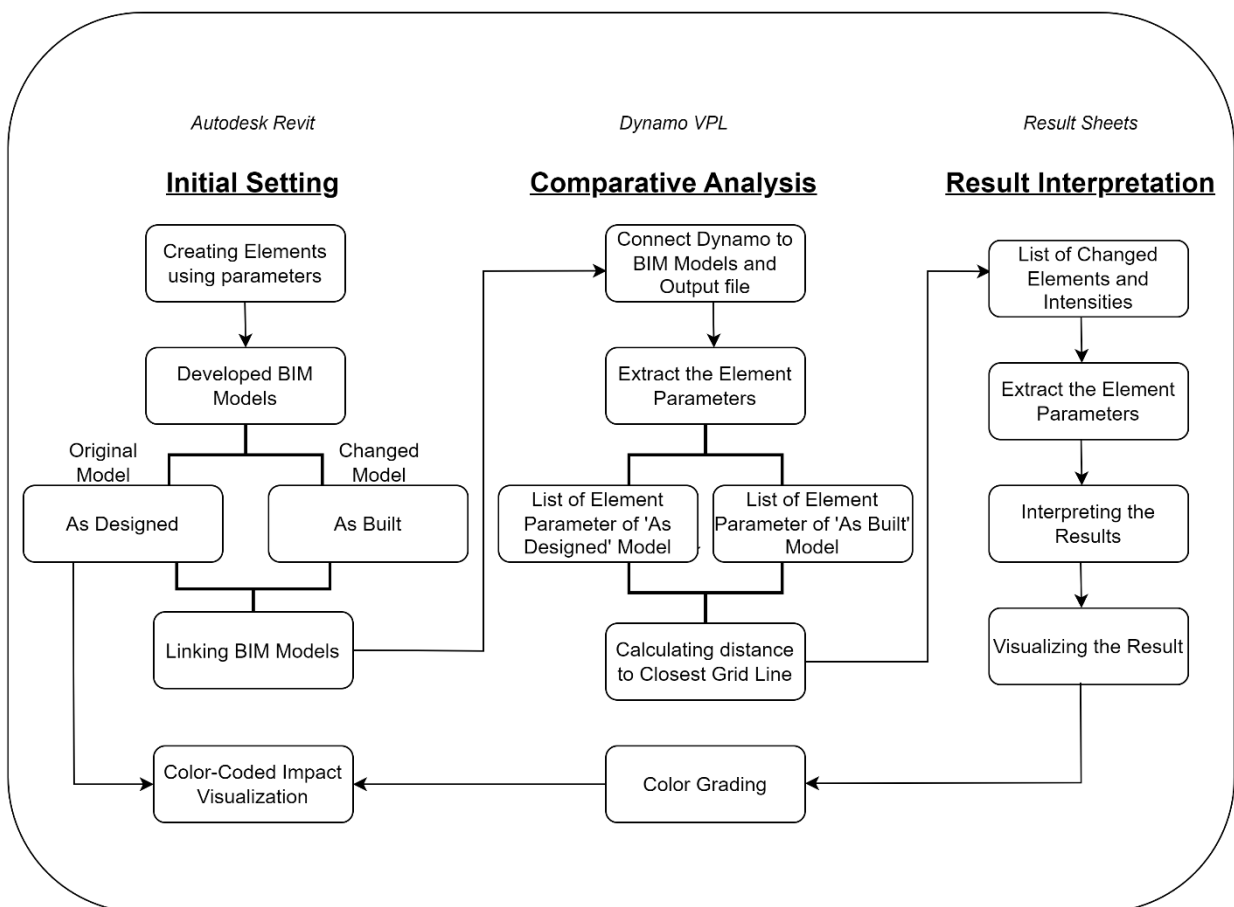 Autodesk Revit
Initial Setting
Creating Elements
using parameters
Developed BIM
Models
Original
Model
Changed
Model
As Designed
As Built
Linking BIM Models
Color-Coded Impact
Visualization
Dynamo VPL
Comparative Analysis
Connect Dynamo to
BIM Models and
Output file
Extract the Element
Parameters
List of Element
Parameter of 'As
Designed' Model
List of Element
Parameter of 'As Built'
Model
Calculating distance
to Closest Grid Line
Color Grading
Result Sheets
Result Interpretation
List of Changed
Elements and
Intensities
Extract the Element
Parameters
Interpreting the
Results
Visualizing the Result